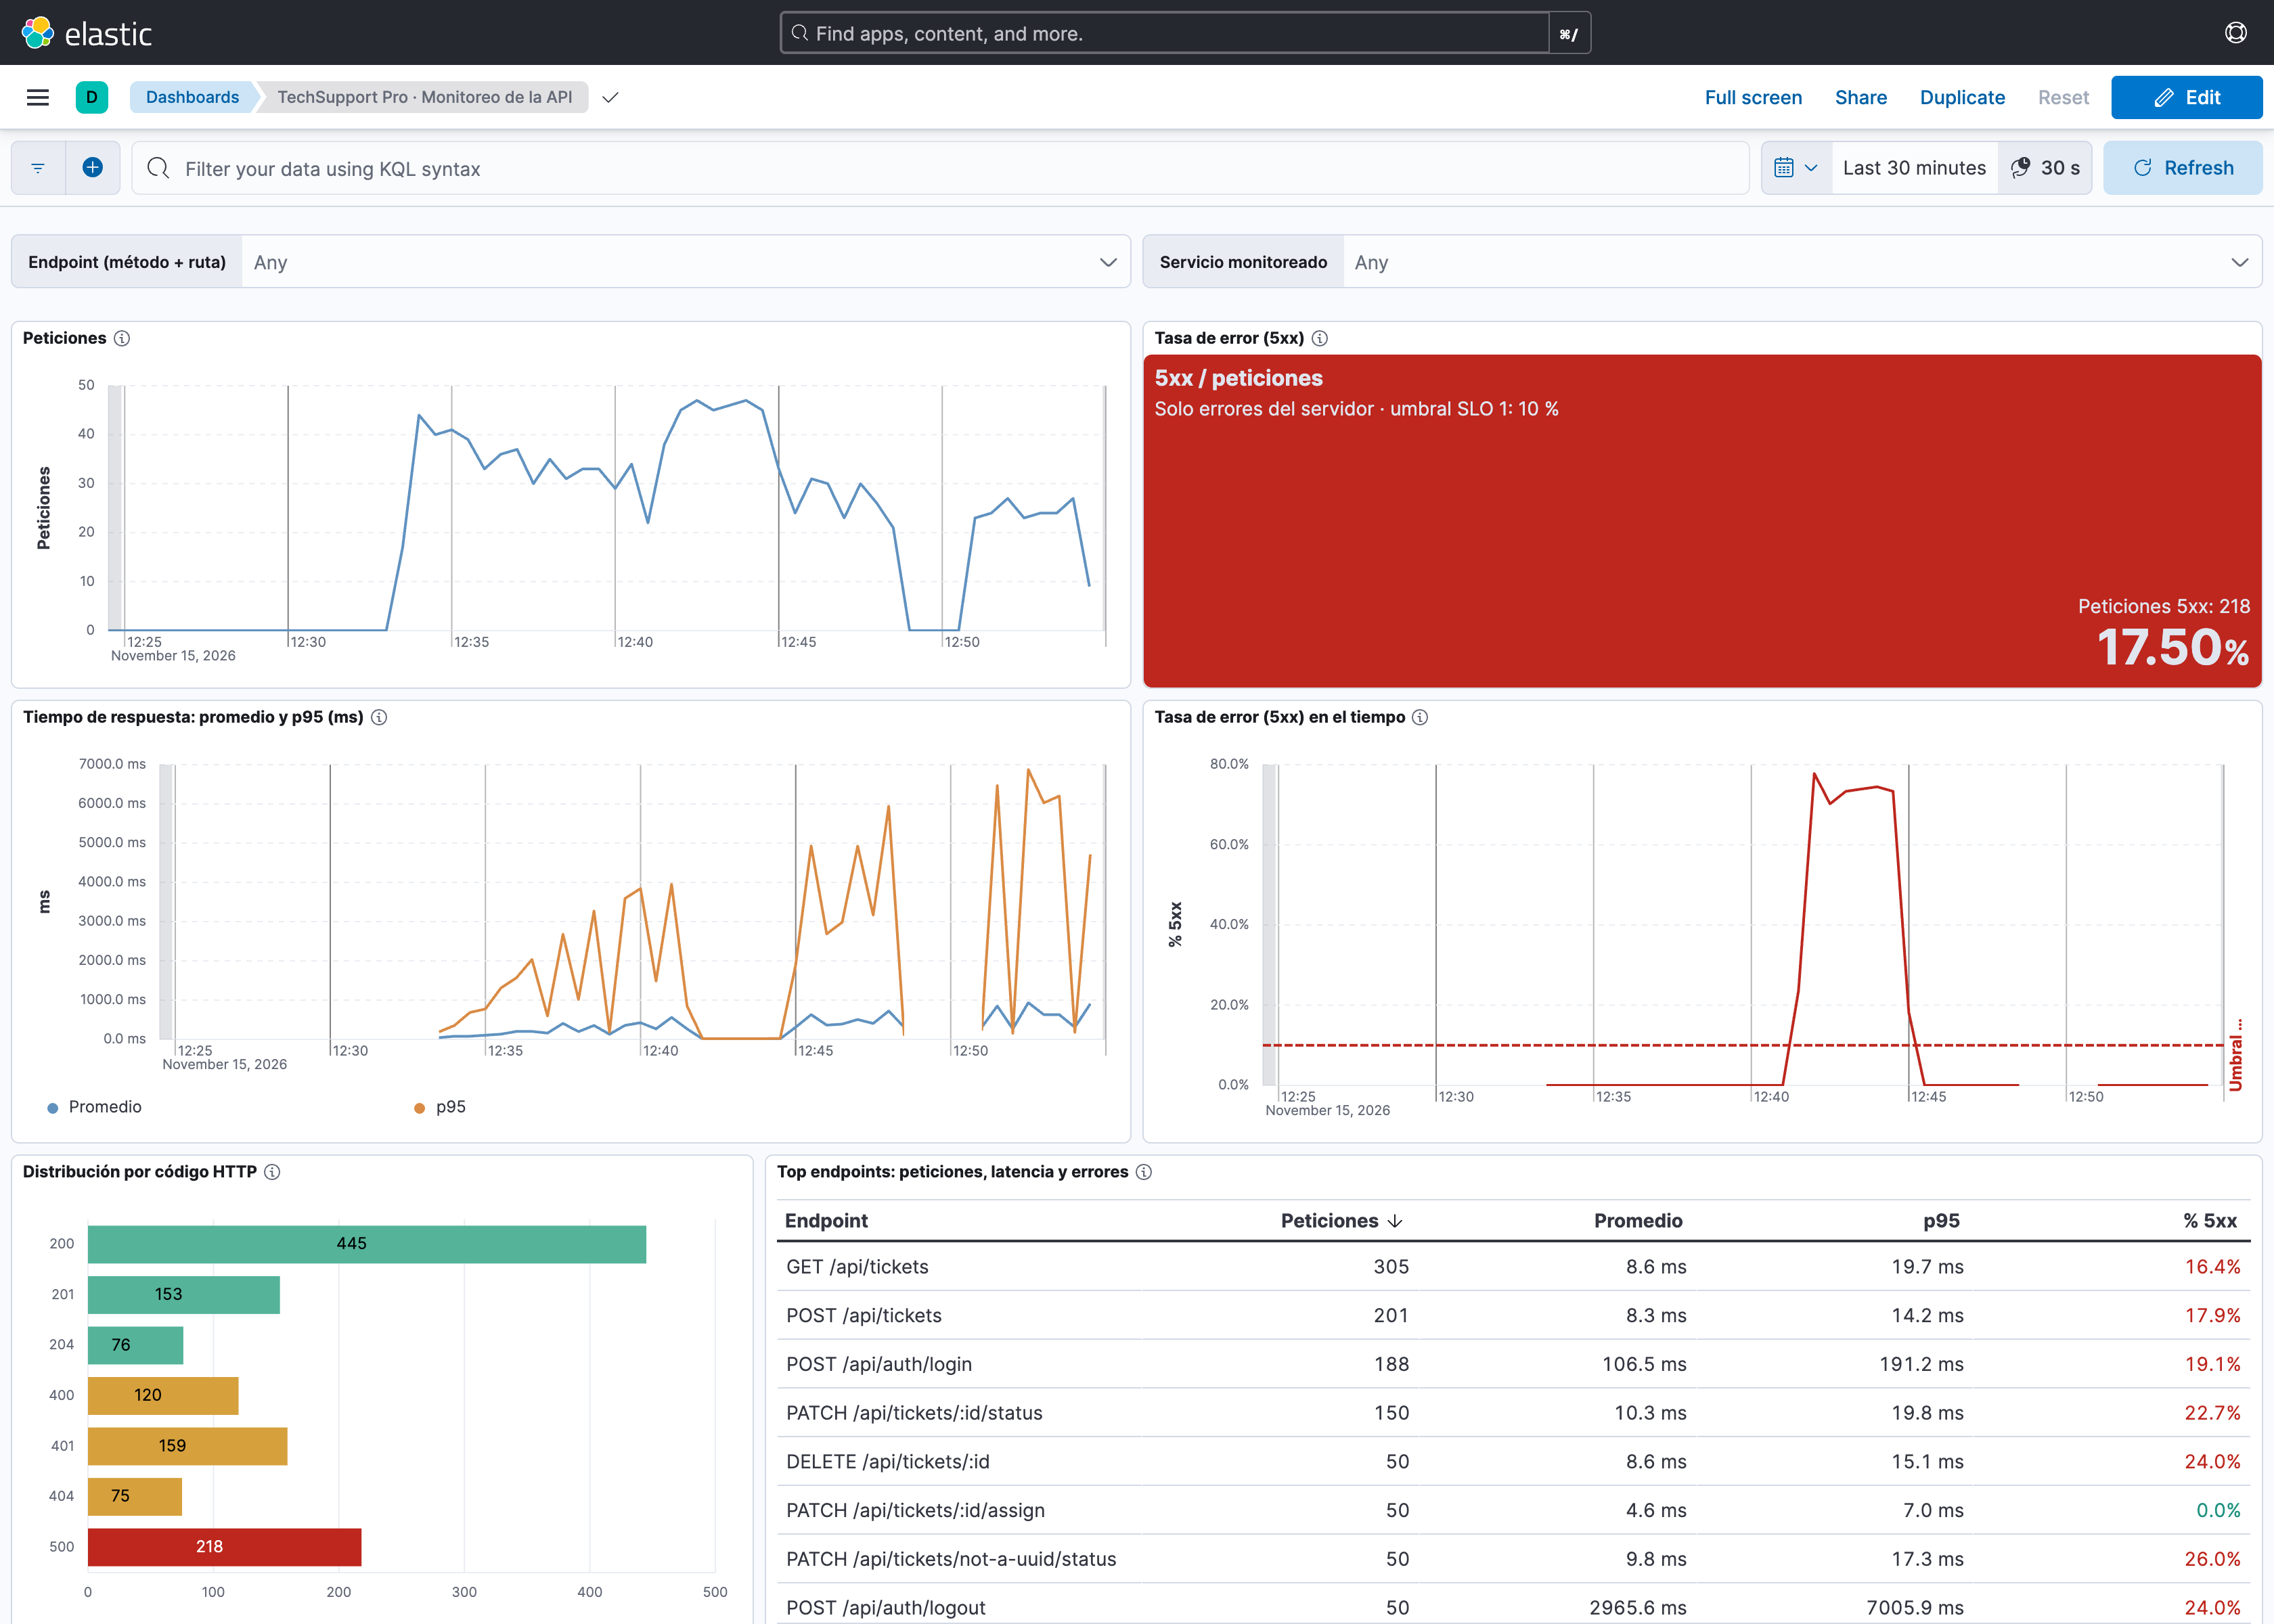 elastic
Find apps, content, and more.
⌘/
D
Dashboards
TechSupport Pro · Monitoreo de la API
Full screen
Share
Duplicate
Reset
Edit
Filter your data using KQL syntax
Last 30 minutes
30 s
Refresh
Endpoint (método + ruta)
Any
Servicio monitoreado
Any
Peticiones
50
40
30
20
10
0
Peticiones
12:25
12:30
12:35
12:40
12:45
12:50
November 15, 2026
Tasa de error (5xx)
5xx / peticiones
Solo errores del servidor · umbral SLO 1: 10 %
Peticiones 5xx: 218
17.50%
Tiempo de respuesta: promedio y p95 (ms)
7000.0 ms
6000.0 ms
5000.0 ms
4000.0 ms
3000.0 ms
2000.0 ms
1000.0 ms
0.0 ms
ms
12:25
12:30
12:35
12:40
12:45
12:50
November 15, 2026
Promedio
p95
Tasa de error (5xx) en el tiempo
80.0%
60.0%
40.0%
20.0%
0.0%
% 5xx
Umbral ...
12:25
12:30
12:35
12:40
12:45
12:50
November 15, 2026
Distribución por código HTTP
200
445
201
153
204
76
400
120
401
159
404
75
500
218
0
100
200
300
400
500
Top endpoints: peticiones, latencia y errores
Endpoint Peticiones Promedio p95 % 5xx
GET /api/tickets 305 8.6 ms 19.7 ms 16.4%
POST /api/tickets 201 8.3 ms 14.2 ms 17.9%
POST /api/auth/login 188 106.5 ms 191.2 ms 19.1%
PATCH /api/tickets/:id/status 150 10.3 ms 19.8 ms 22.7%
DELETE /api/tickets/:id 50 8.6 ms 15.1 ms 24.0%
PATCH /api/tickets/:id/assign 50 4.6 ms 7.0 ms 0.0%
PATCH /api/tickets/not-a-uuid/status 50 9.8 ms 17.3 ms 26.0%
POST /api/auth/logout 50 2965.6 ms 7005.9 ms 24.0%